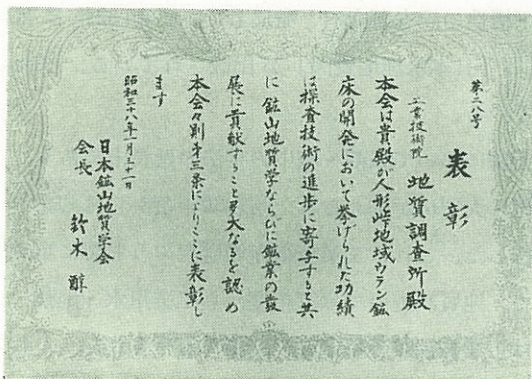 第二八号
表彰
工業技術院 地質調査所殿
本会は貴殿が人形峠地域ウラン鉱
床の開発において挙げられた功績
は探査技術の進歩に寄与すると共
に鉱山地質学ならびに鉱業の発
展に貢献すること多大なるを認め
本会々則第三条によりここに表彰し
ます
昭和三十八年一月三十一日
日本鉱山地質学会
会長 鈴木 醇